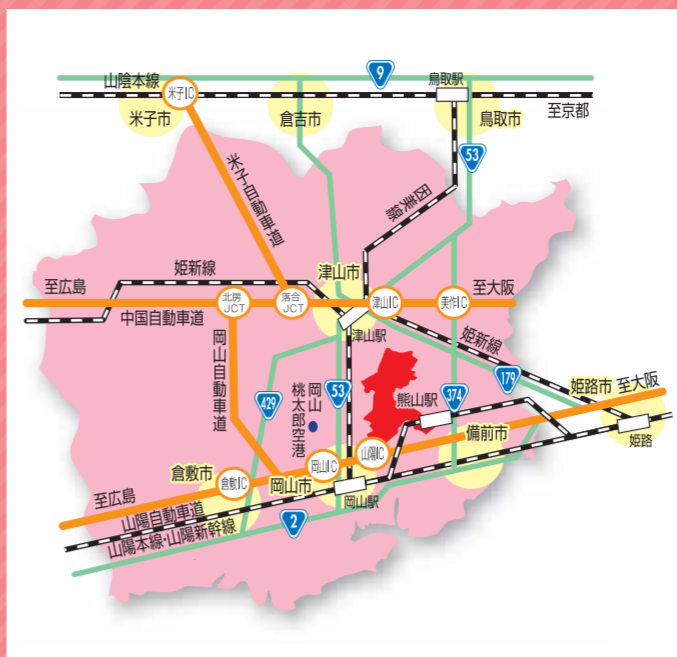 9
山陰本線
米子IC
鳥取駅
至京都
米子市
倉吉市
鳥取市
53
米子自動車道
因美線
姫新線
津山市
至広島
北房JCT
落合JCT
津山IC
美作IC
至大阪
中国自動車道
津山駅
姫新線
岡山自動車道
429
岡山桃太郎空港
53
熊山駅
374
179
姫路市 至大阪
姫路
備前市
山陽IC
岡山IC
倉敷市
倉敷IC
岡山市
岡山駅
至広島
山陽自動車道
2
山陽本線・山陽新幹線